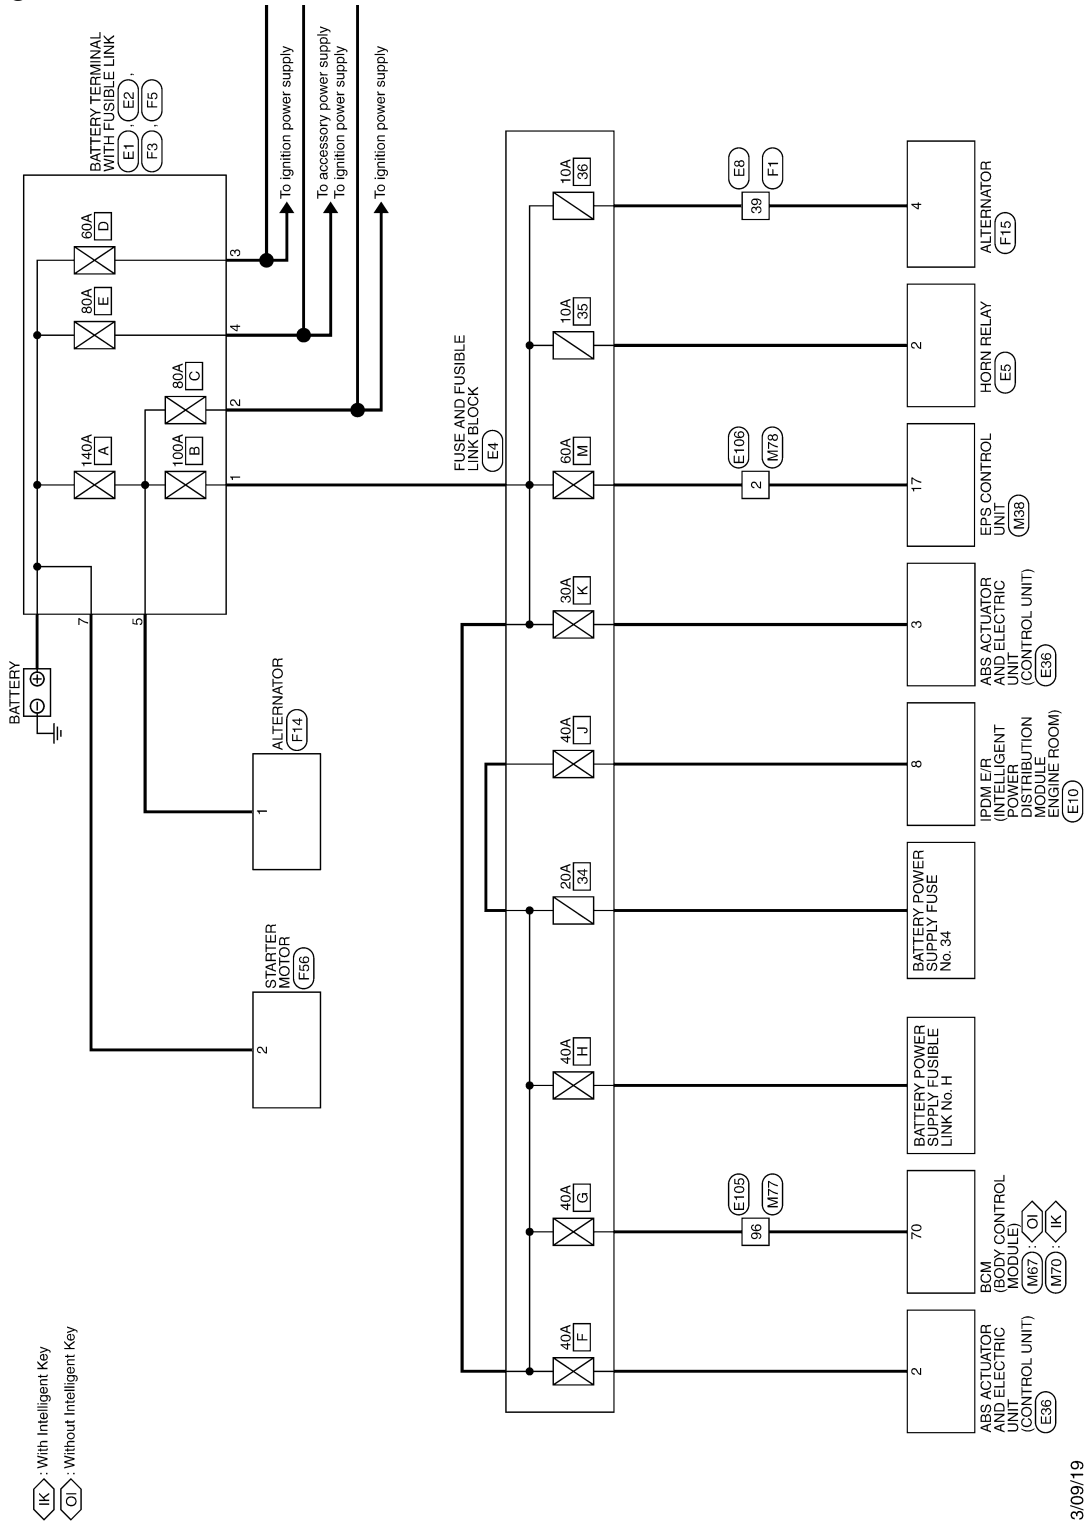 IK : With Intelligent Key
OI : Without Intelligent Key
BATTERY
BATTERY TERMINAL
WITH FUSIBLE LINK
E1 , E2 ,
F3 , F5
140A
A
100A
B
80A
C
80A
E
60A
D
7
5
1
2
4
3
To ignition power supply
To accessory power supply
To ignition power supply
To ignition power supply
STARTER
MOTOR
F56
2
ALTERNATOR
F14
1
FUSE AND FUSIBLE
LINK BLOCK
E4
40A
F
40A
G
40A
H
20A
34
40A
J
30A
K
60A
M
10A
35
10A
36
E105
96
M77
E106
2
M78
E8
39
F1
2
ABS ACTUATOR
AND ELECTRIC
UNIT
(CONTROL UNIT)
E36
70
BCM
(BODY CONTROL
MODULE)
M67 : OI
M70 : IK
BATTERY POWER
SUPPLY FUSIBLE
LINK No. H
BATTERY POWER
SUPPLY FUSE
No. 34
8
IPDM E/R
(INTELLIGENT
POWER
DISTRIBUTION
MODULE
ENGINE ROOM)
E10
3
ABS ACTUATOR
AND ELECTRIC
UNIT
(CONTROL UNIT)
E36
17
EPS CONTROL
UNIT
M38
2
HORN RELAY
E5
4
ALTERNATOR
F15
3/09/19